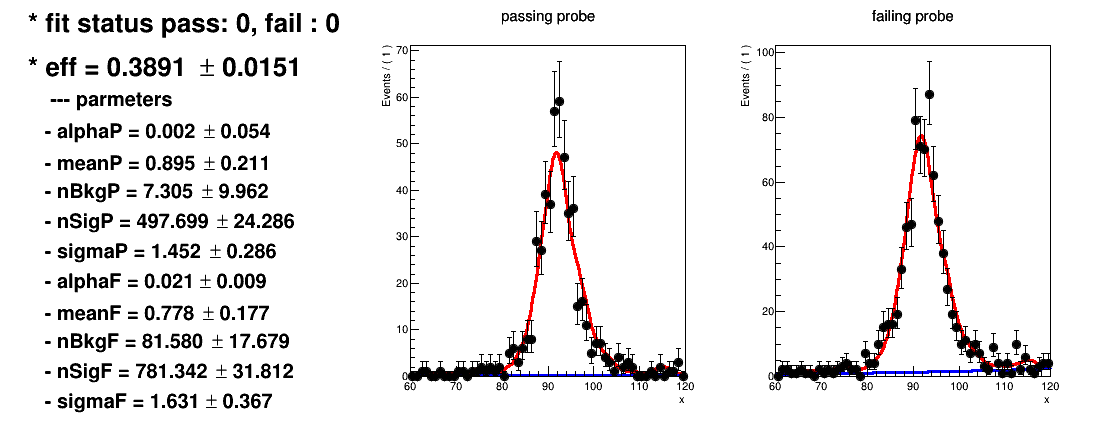 * fit status pass: 0, fail : 0
* eff = 0.3891 ± 0.0151
--- parmeters
- alphaP = 0.002 ± 0.054
- meanP = 0.895 ± 0.211
- nBkgP = 7.305 ± 9.962
- nSigP = 497.699 ± 24.286
- sigmaP = 1.452 ± 0.286
- alphaF = 0.021 ± 0.009
- meanF = 0.778 ± 0.177
- nBkgF = 81.580 ± 17.679
- nSigF = 781.342 ± 31.812
- sigmaF = 1.631 ± 0.367
passing probe
Events / ( 1 )
70
60
50
40
30
20
10
0
60 70 80 90 100 110 120
x
failing probe
Events / ( 1 )
100
80
60
40
20
0
60 70 80 90 100 110 120
x